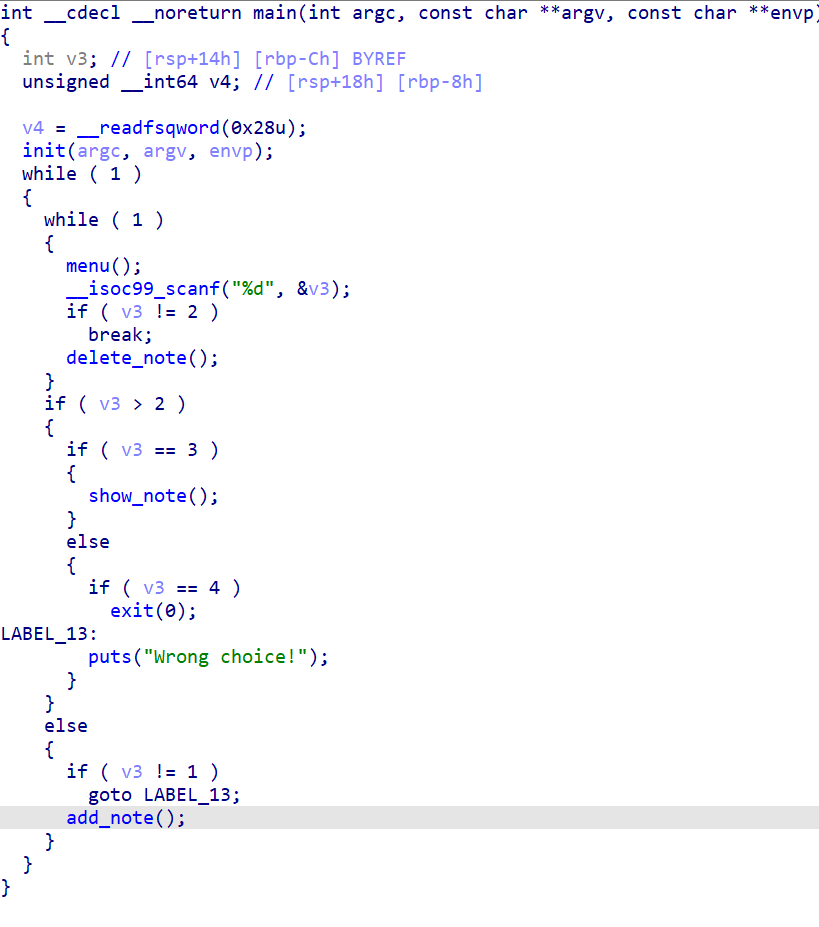 int __cdecl __noreturn main(int argc, const char **argv, const char **envp)
{
  int v3; // [rsp+14h] [rbp-Ch] BYREF
  unsigned __int64 v4; // [rsp+18h] [rbp-8h]

  v4 = __readfsqword(0x28u);
  init(argc, argv, envp);
  while ( 1 )
  {
    while ( 1 )
    {
      menu();
      __isoc99_scanf("%d", &v3);
      if ( v3 != 2 )
        break;
      delete_note();
    }
    if ( v3 > 2 )
    {
      if ( v3 == 3 )
      {
        show_note();
      }
      else
      {
        if ( v3 == 4 )
          exit(0);
LABEL_13:
        puts("Wrong choice!");
      }
    }
    else
    {
      if ( v3 != 1 )
        goto LABEL_13;
      add_note();
    }
  }
}